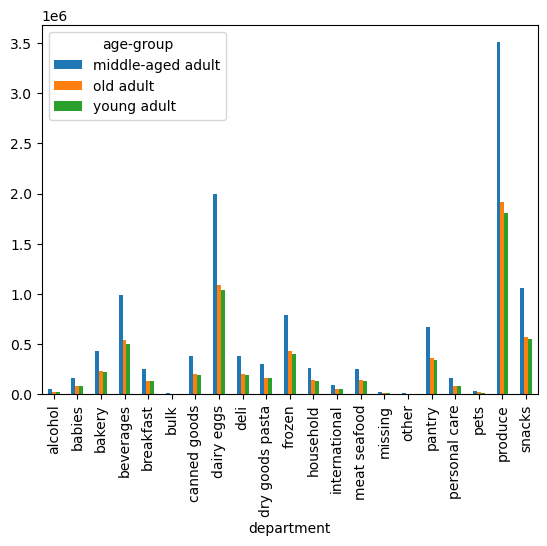 1e6
age-group
middle-aged adult
old adult
young adult
3.5
3.0
2.5
2.0
1.5
1.0
0.5
0.0
alcohol
babies
bakery
beverages
breakfast
bulk
canned goods
dairy eggs
deli
dry goods pasta
frozen
household
international
meat seafood
missing
other
pantry
personal care
pets
produce
snacks
department